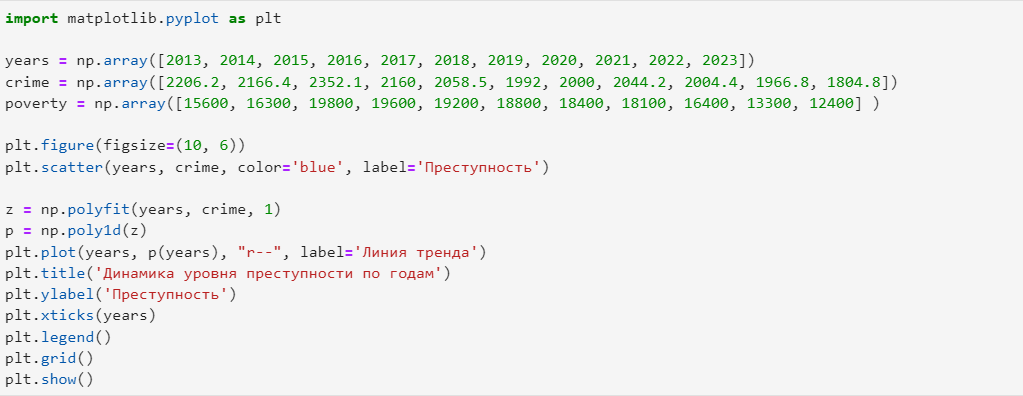 import matplotlib.pyplot as plt
years = np.array([2013, 2014, 2015, 2016, 2017, 2018, 2019, 2020, 2021, 2022, 2023])
crime = np.array([2206.2, 2166.4, 2352.1, 2160, 2058.5, 1992, 2000, 2044.2, 2004.4, 1966.8, 1804.8])
poverty = np.array([15600, 16300, 19800, 19600, 19200, 18800, 18400, 18100, 16400, 13300, 12400] )
plt.figure(figsize=(10, 6))
plt.scatter(years, crime, color='blue', label='Преступность')
z = np.polyfit(years, crime, 1)
p = np.poly1d(z)
plt.plot(years, p(years), "r--", label='Линия тренда')
plt.title('Динамика уровня преступности по годам')
plt.ylabel('Преступность')
plt.xticks(years)
plt.legend()
plt.grid()
plt.show()